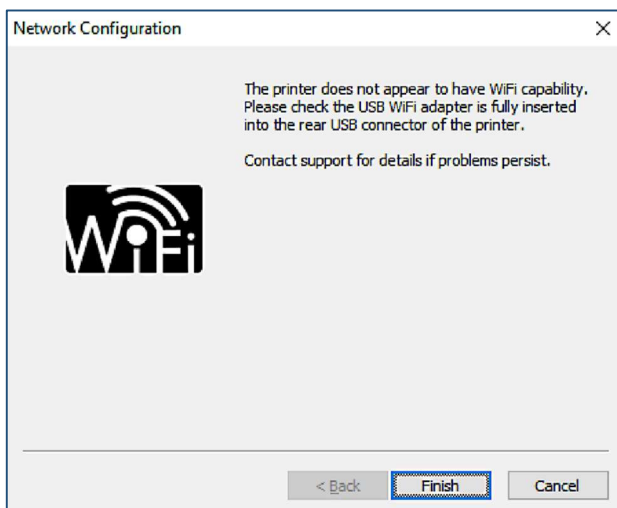 Network Configuration
The printer does not appear to have WiFi capability.
Please check the USB WiFi adapter is fully inserted
into the rear USB connector of the printer.
Contact support for details if problems persist.
WiFi
< Back
Finish
Cancel